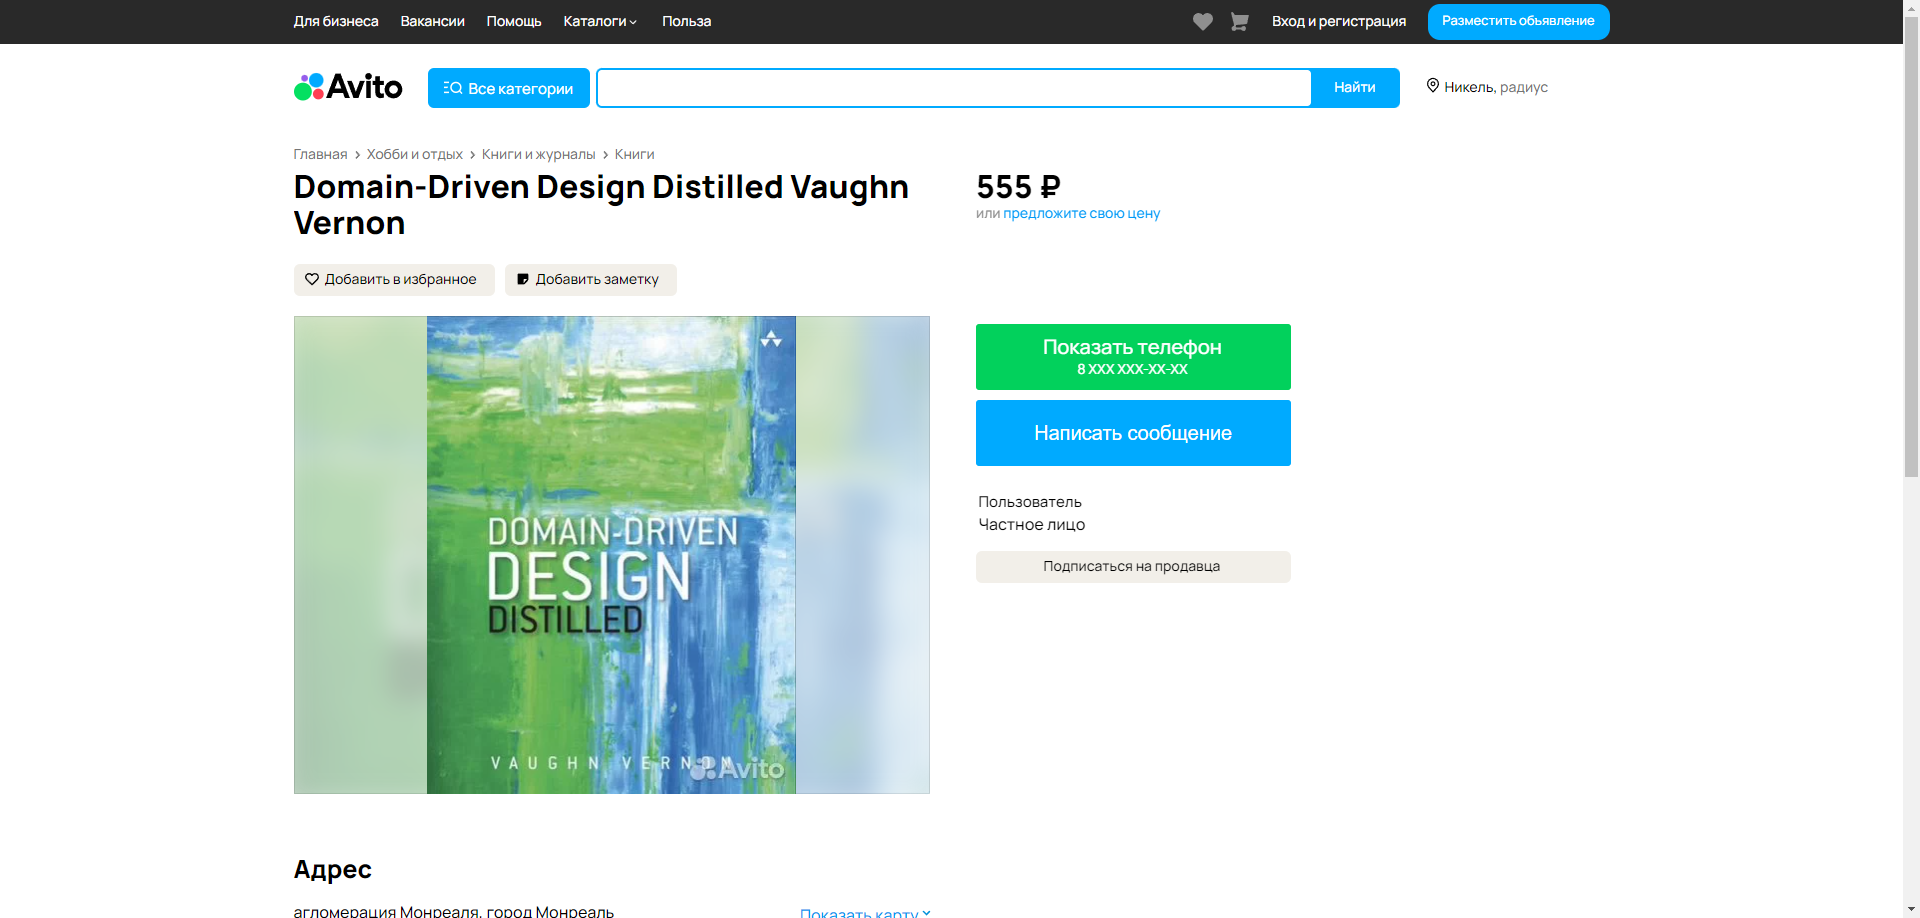 Для бизнеса Вакансии Помощь Каталоги Польза Вход и регистрация Разместить объявление
Avito Все категории Найти Никель, радиус
Главная > Хобби и отдых > Книги и журналы > Книги
Domain-Driven Design Distilled Vaughn
Vernon
555 ₽
или предложите свою цену
Добавить в избранное Добавить заметку
DOMAIN-DRIVEN
DESIGN
DISTILLED
VAUGHN VERNON
Avito
Показать телефон
8 XXX XXX-XX-XX
Написать сообщение
Пользователь
Частное лицо
Подписаться на продавца
Адрес
агломерация Монреаля, город Монреаль Показать карту